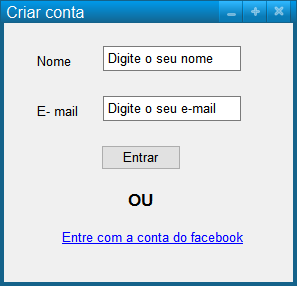 Criar conta
Nome
Digite o seu nome
E- mail
Digite o seu e-mail
Entrar
OU
Entre com a conta do facebook